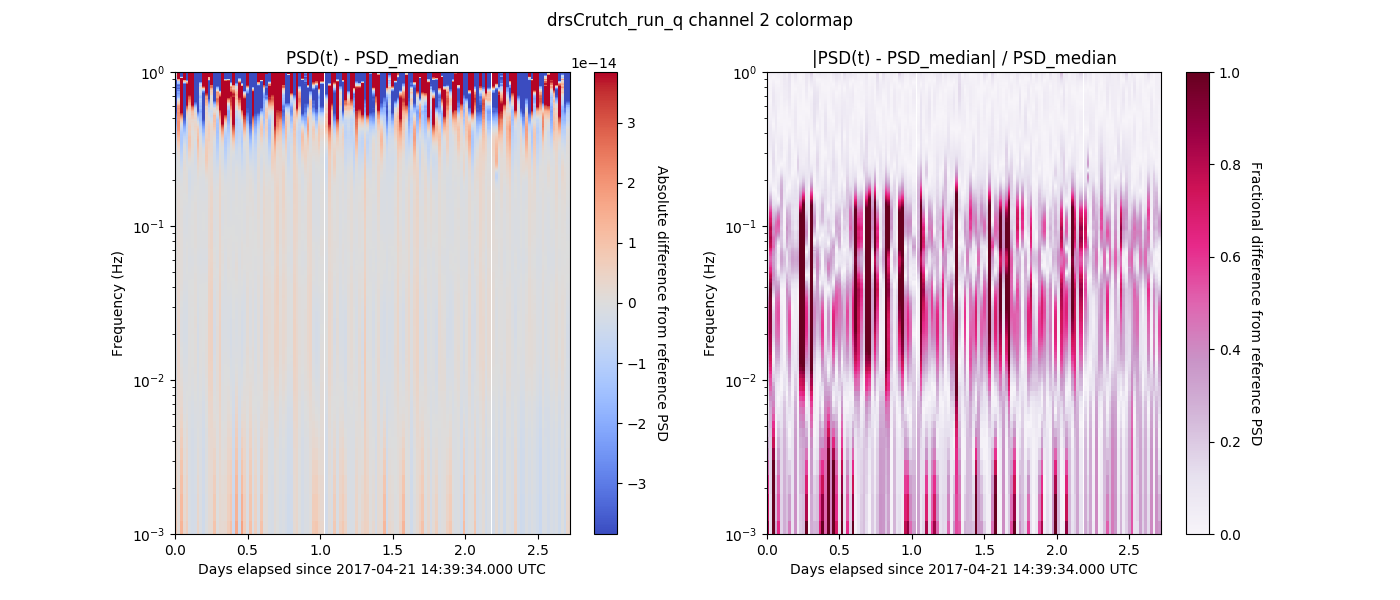 drsCrutch_run_q channel 2 colormap
PSD(t) - PSD_median
1e−14
10⁰
10⁻¹
10⁻²
10⁻³
Frequency (Hz)
0.0 0.5 1.0 1.5 2.0 2.5
Days elapsed since 2017-04-21 14:39:34.000 UTC
3
2
1
0
−1
−2
−3
Absolute difference from reference PSD
|PSD(t) - PSD_median| / PSD_median
10⁰
10⁻¹
10⁻²
10⁻³
Frequency (Hz)
0.0 0.5 1.0 1.5 2.0 2.5
Days elapsed since 2017-04-21 14:39:34.000 UTC
1.0
0.8
0.6
0.4
0.2
0.0
Fractional difference from reference PSD